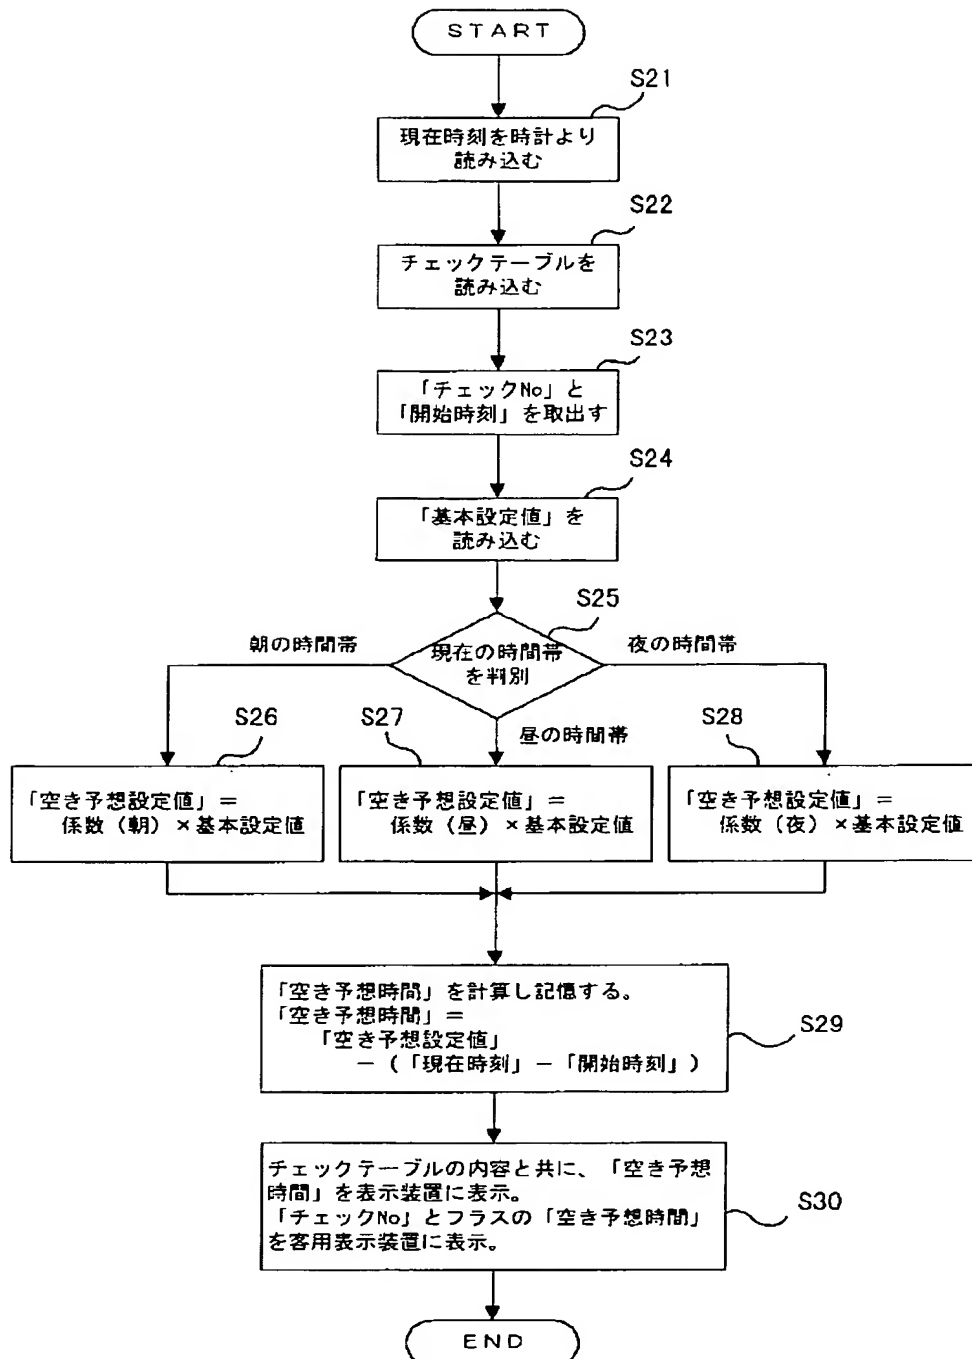 START
S21
現在時刻を時計より
読み込む
S22
チェックテーブルを
読み込む
S23
「チェックNo」と
「開始時刻」を取出す
S24
「基本設定値」を
読み込む
S25
朝の時間帯
現在の時間帯
を判別
夜の時間帯
昼の時間帯
S26
「空き予想設定値」=
係数(朝)×基本設定値
S27
「空き予想設定値」=
係数(昼)×基本設定値
S28
「空き予想設定値」=
係数(夜)×基本設定値
「空き予想時間」を計算し記憶する。
「空き予想時間」=
「空き予想設定値」
-(「現在時刻」-「開始時刻」)
S29
チェックテーブルの内容と共に、「空き予想
時間」を表示装置に表示。
「チェックNo」とフラスの「空き予想時間」
を客用表示装置に表示。
S30
END